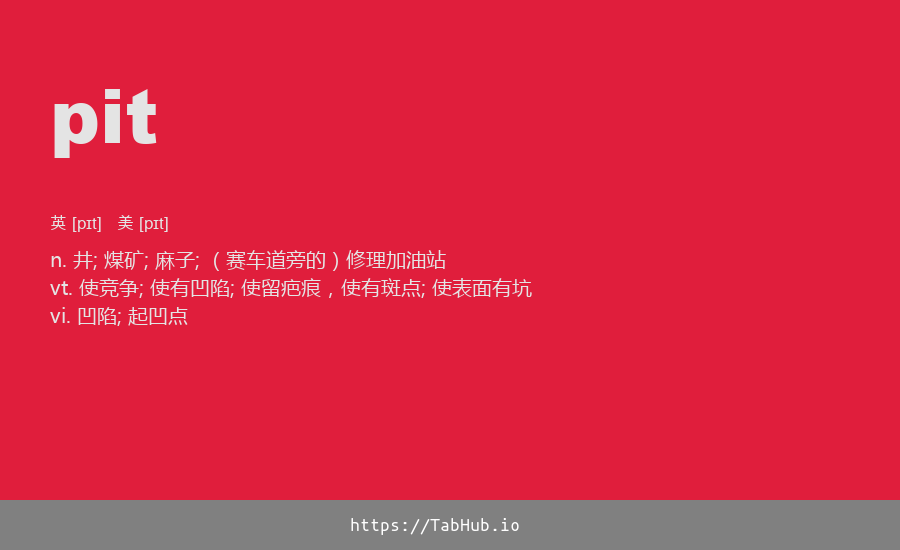 pit
英 [pɪt] 美 [pɪt]
n. 井; 煤矿; 麻子; （赛车道旁的）修理加油站
vt. 使竞争; 使有凹陷; 使留疤痕，使有斑点; 使表面有坑
vi. 凹陷; 起凹点
https://TabHub.io